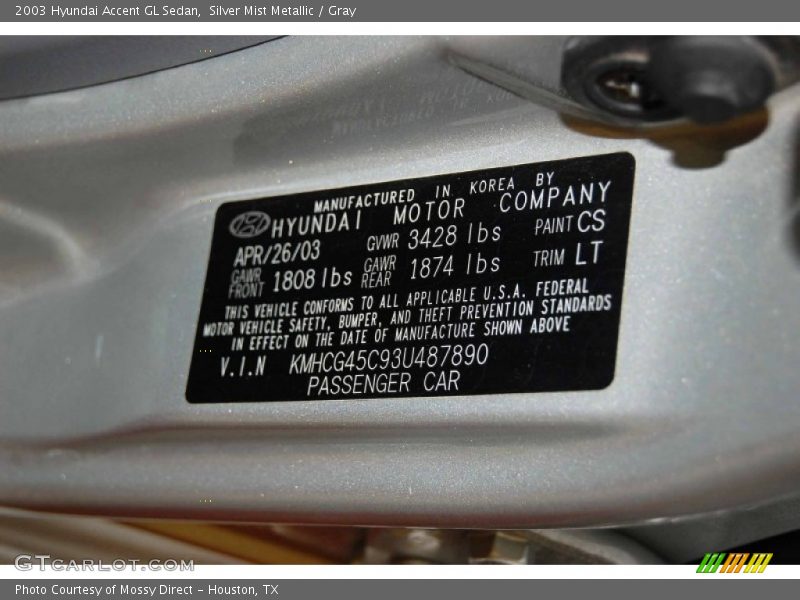 2003 Hyundai Accent GL Sedan, Silver Mist Metallic / Gray
MANUFACTURED IN KOREA BY
HYUNDAI MOTOR COMPANY
APR/26/03 GVWR 3428 lbs PAINT CS
GAWR FRONT 1808 lbs GAWR REAR 1874 lbs TRIM LT
THIS VEHICLE CONFORMS TO ALL APPLICABLE U.S.A. FEDERAL
MOTOR VEHICLE SAFETY, BUMPER, AND THEFT PREVENTION STANDARDS
IN EFFECT ON THE DATE OF MANUFACTURE SHOWN ABOVE
V.I.N KMHCG45C93U487890
PASSENGER CAR
GTCARLOT.COM
Photo Courtesy of Mossy Direct - Houston, TX